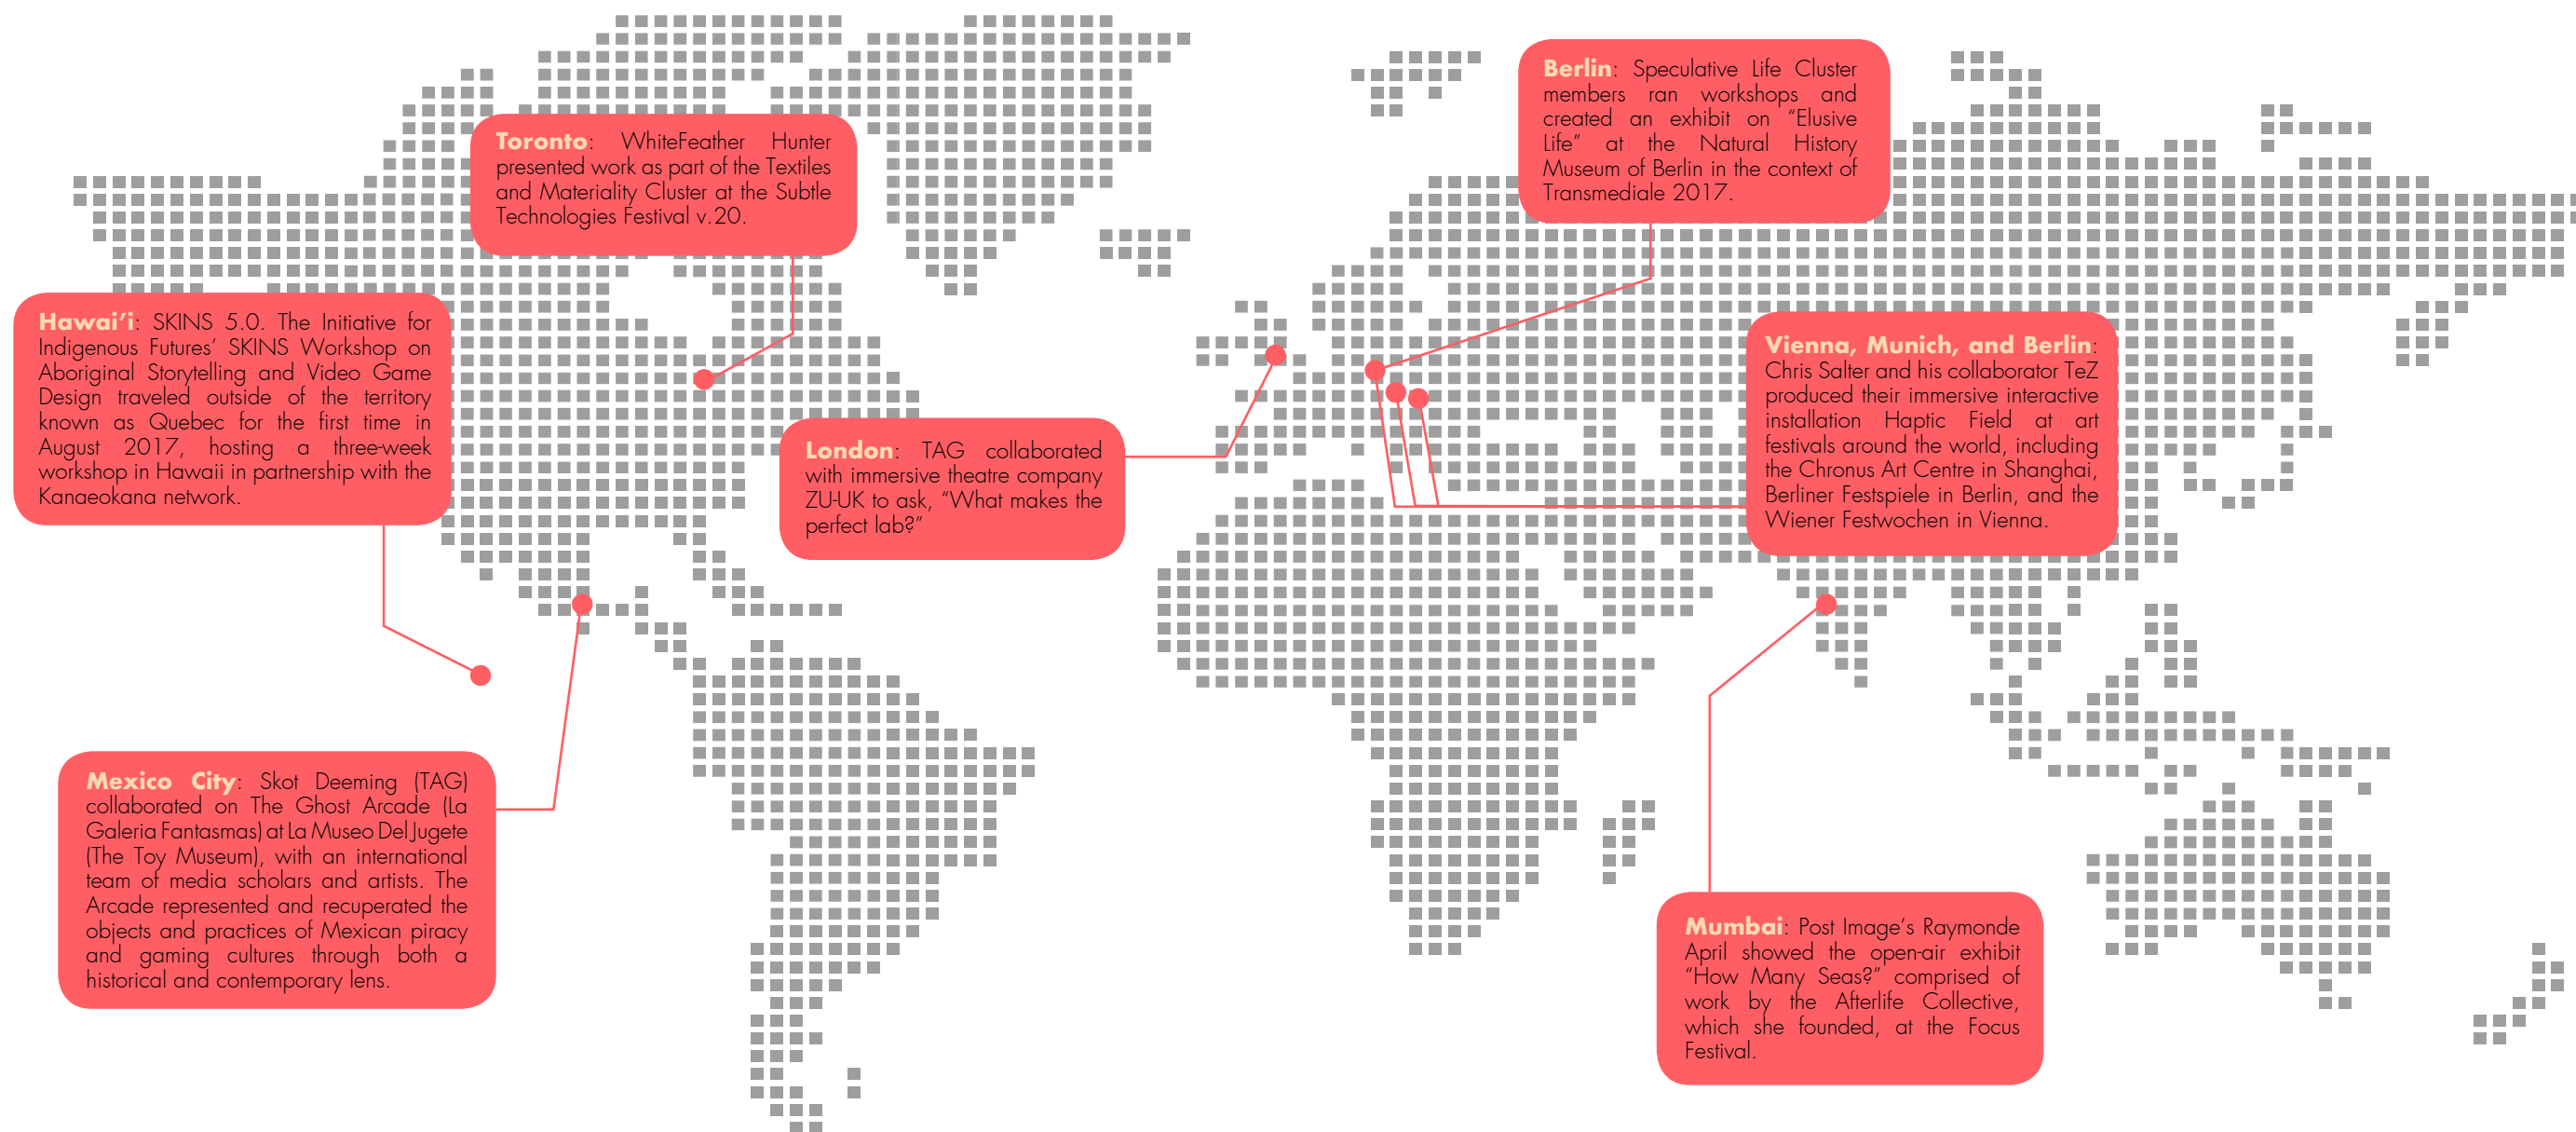 Toronto: WhiteFeather Hunter
presented work as part of the Textiles
and Materiality Cluster at the Subtle
Technologies Festival v.20.
Berlin: Speculative Life Cluster
members ran workshops and
created an exhibit on “Elusive
Life” at the Natural History
Museum of Berlin in the context of
Transmediale 2017.
Hawai’i: SKINS 5.0. The Initiative for
Indigenous Futures’ SKINS Workshop on
Aboriginal Storytelling and Video Game
Design traveled outside of the territory
known as Quebec for the first time in
August 2017, hosting a three-week
workshop in Hawaii in partnership with the
Kanaeokana network.
London: TAG collaborated
with immersive theatre company
ZU-UK to ask, “What makes the
perfect lab?”
Vienna, Munich, and Berlin:
Chris Salter and his collaborator TeZ
produced their immersive interactive
installation Haptic Field at art
festivals around the world, including
the Chronus Art Centre in Shanghai,
Berliner Festspiele in Berlin, and the
Wiener Festwochen in Vienna.
Mexico City: Skot Deeming (TAG)
collaborated on The Ghost Arcade (La
Galeria Fantasmas) at La Museo Del Jugete
(The Toy Museum), with an international
team of media scholars and artists. The
Arcade represented and recuperated the
objects and practices of Mexican piracy
and gaming cultures through both a
historical and contemporary lens.
Mumbai: Post Image’s Raymonde
April showed the open-air exhibit
“How Many Seas?” comprised of
work by the Afterlife Collective,
which she founded, at the Focus
Festival.